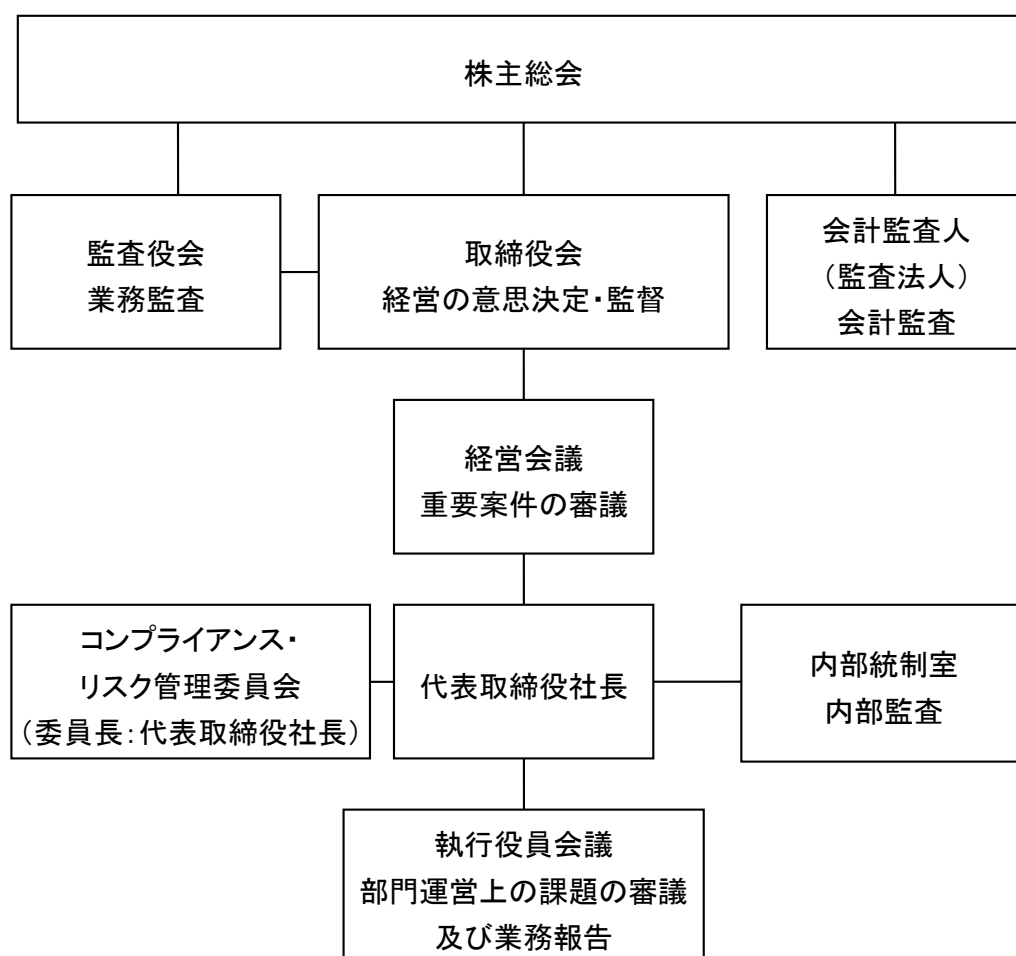 株主総会
監査役会
業務監査
取締役会
経営の意思決定・監督
会計監査人
（監査法人）
会計監査
経営会議
重要案件の審議
コンプライアンス・
リスク管理委員会
（委員長：代表取締役社長）
代表取締役社長
内部統制室
内部監査
執行役員会議
部門運営上の課題の審議
及び業務報告